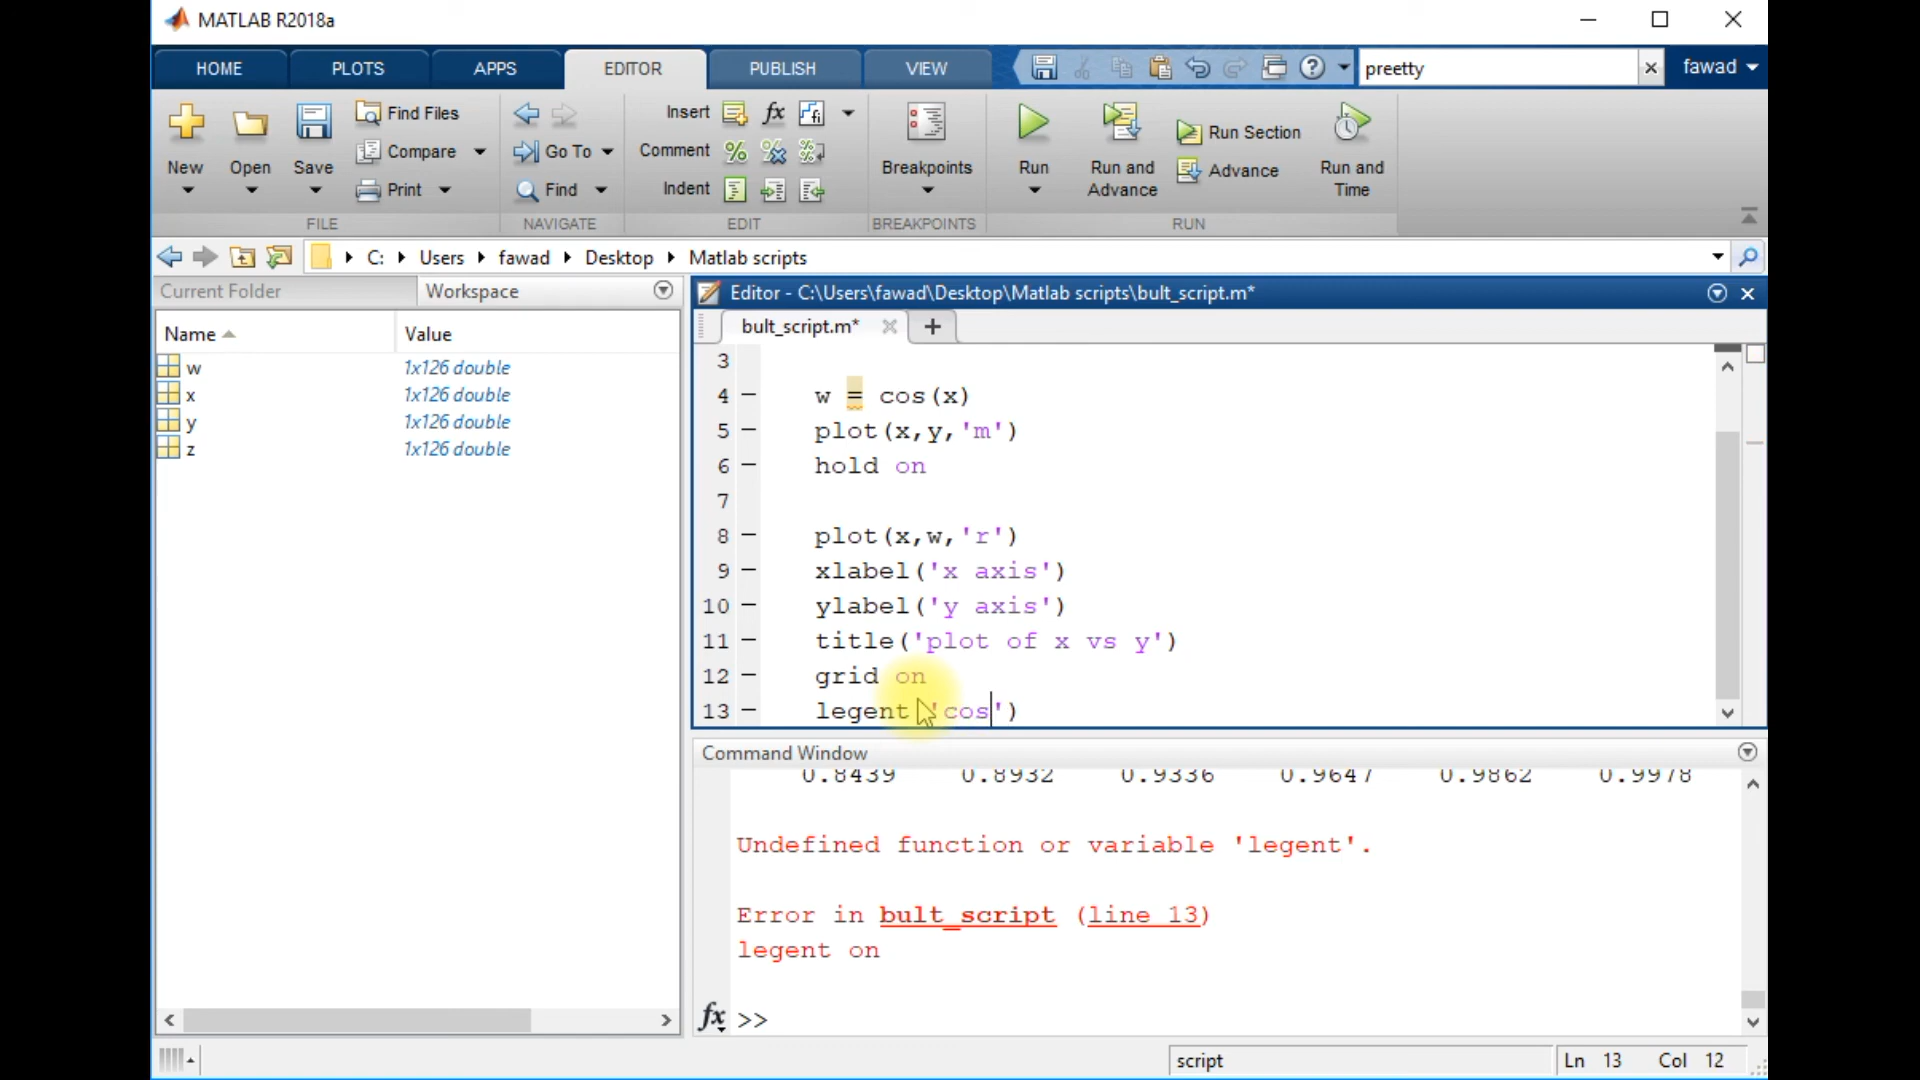 MATLAB R2018a
HOME PLOTS APPS EDITOR PUBLISH VIEW preetty fawad
New Open Save Find Files Compare Print
Go To Find
Insert fx fi
Comment
Indent
Breakpoints
Run Run and Advance Run Section Advance Run and Time
FILE NAVIGATE EDIT BREAKPOINTS RUN
C: Users fawad Desktop Matlab scripts
Current Folder Workspace
Name Value
w 1x126 double
x 1x126 double
y 1x126 double
z 1x126 double
Editor - C:\Users\fawad\Desktop\Matlab scripts\bult_script.m*
bult_script.m*
3
4 – w = cos(x)
5 – plot(x,y,'m')
6 – hold on
7
8 – plot(x,w,'r')
9 – xlabel('x axis')
10 – ylabel('y axis')
11 – title('plot of x vs y')
12 – grid on
13 – legent('cos')
Command Window
0.8439 0.8932 0.9336 0.9647 0.9862 0.9978
Undefined function or variable 'legent'.
Error in bult_script (line 13)
legent on
fx >>
script Ln 13 Col 12